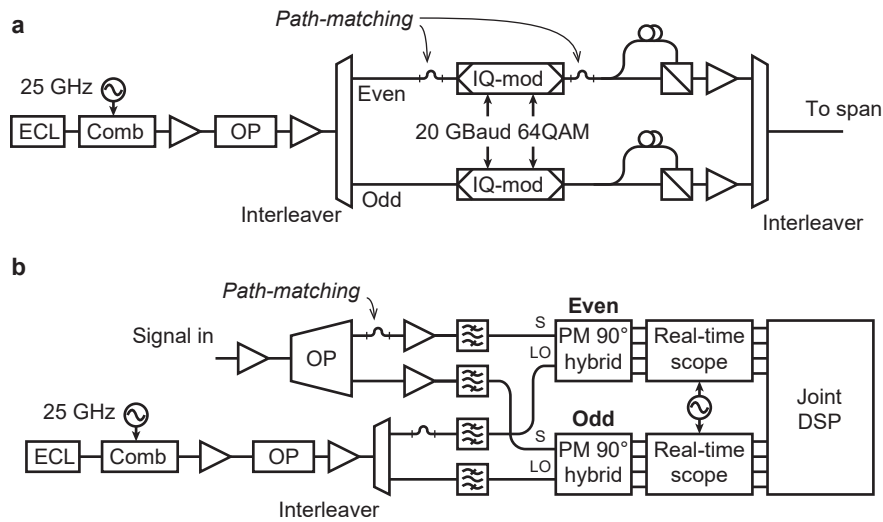 a
Path-matching
25 GHz
ECL
Comb
OP
Even
IQ-mod
20 GBaud 64QAM
To span
IQ-mod
Odd
Interleaver
Interleaver
b
Path-matching
Even
Signal in
OP
S
LO
PM 90°
hybrid
Real-time
scope
Joint
DSP
25 GHz
Odd
S
LO
PM 90°
hybrid
Real-time
scope
ECL
Comb
OP
Interleaver